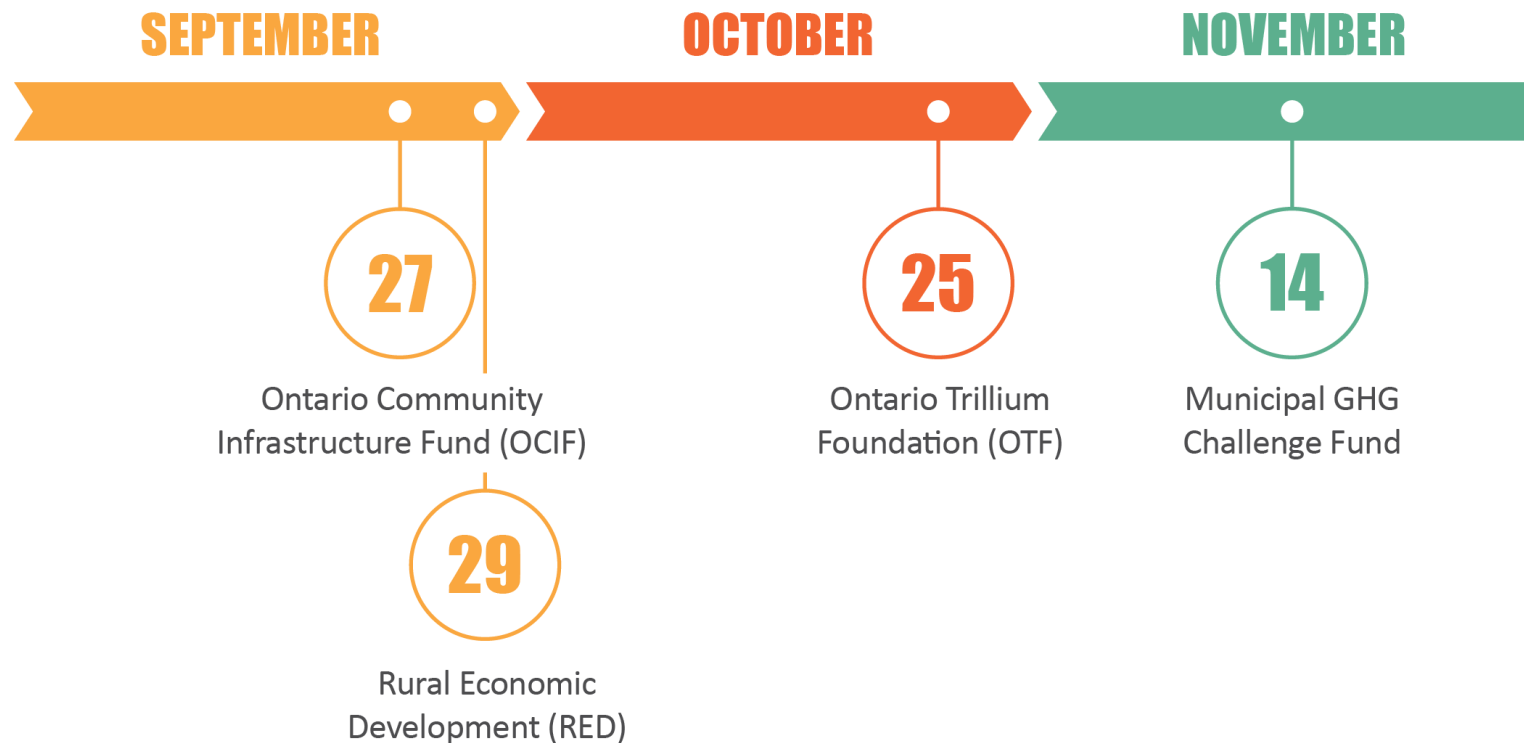 SEPTEMBER
OCTOBER
NOVEMBER
27
Ontario Community
Infrastructure Fund (OCIF)
29
Rural Economic
Development (RED)
25
Ontario Trillium
Foundation (OTF)
14
Municipal GHG
Challenge Fund